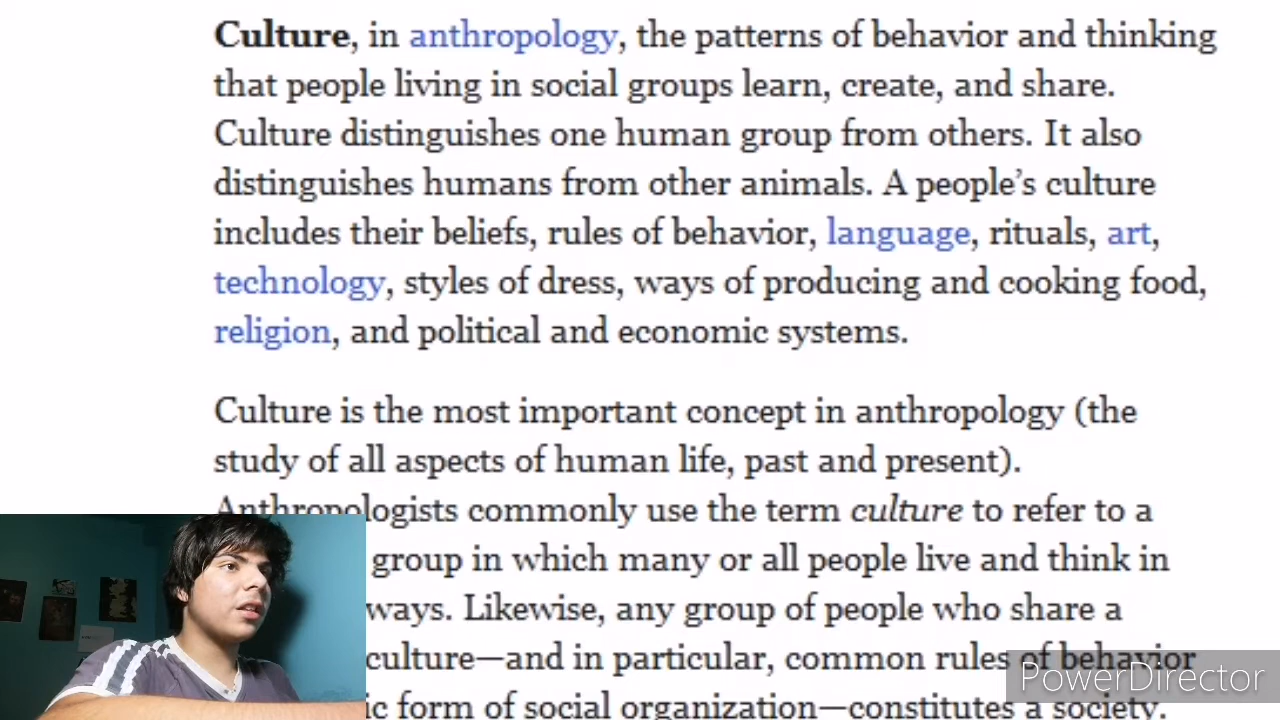 Culture, in anthropology, the patterns of behavior and thinking
that people living in social groups learn, create, and share.
Culture distinguishes one human group from others. It also
distinguishes humans from other animals. A people’s culture
includes their beliefs, rules of behavior, language, rituals, art,
technology, styles of dress, ways of producing and cooking food,
religion, and political and economic systems.
Culture is the most important concept in anthropology (the
study of all aspects of human life, past and present).
Anthropologists commonly use the term culture to refer to a
group in which many or all people live and think in
ways. Likewise, any group of people who share a
culture—and in particular, common rules of behavior
form of social organization—constitutes a society.
PowerDirector